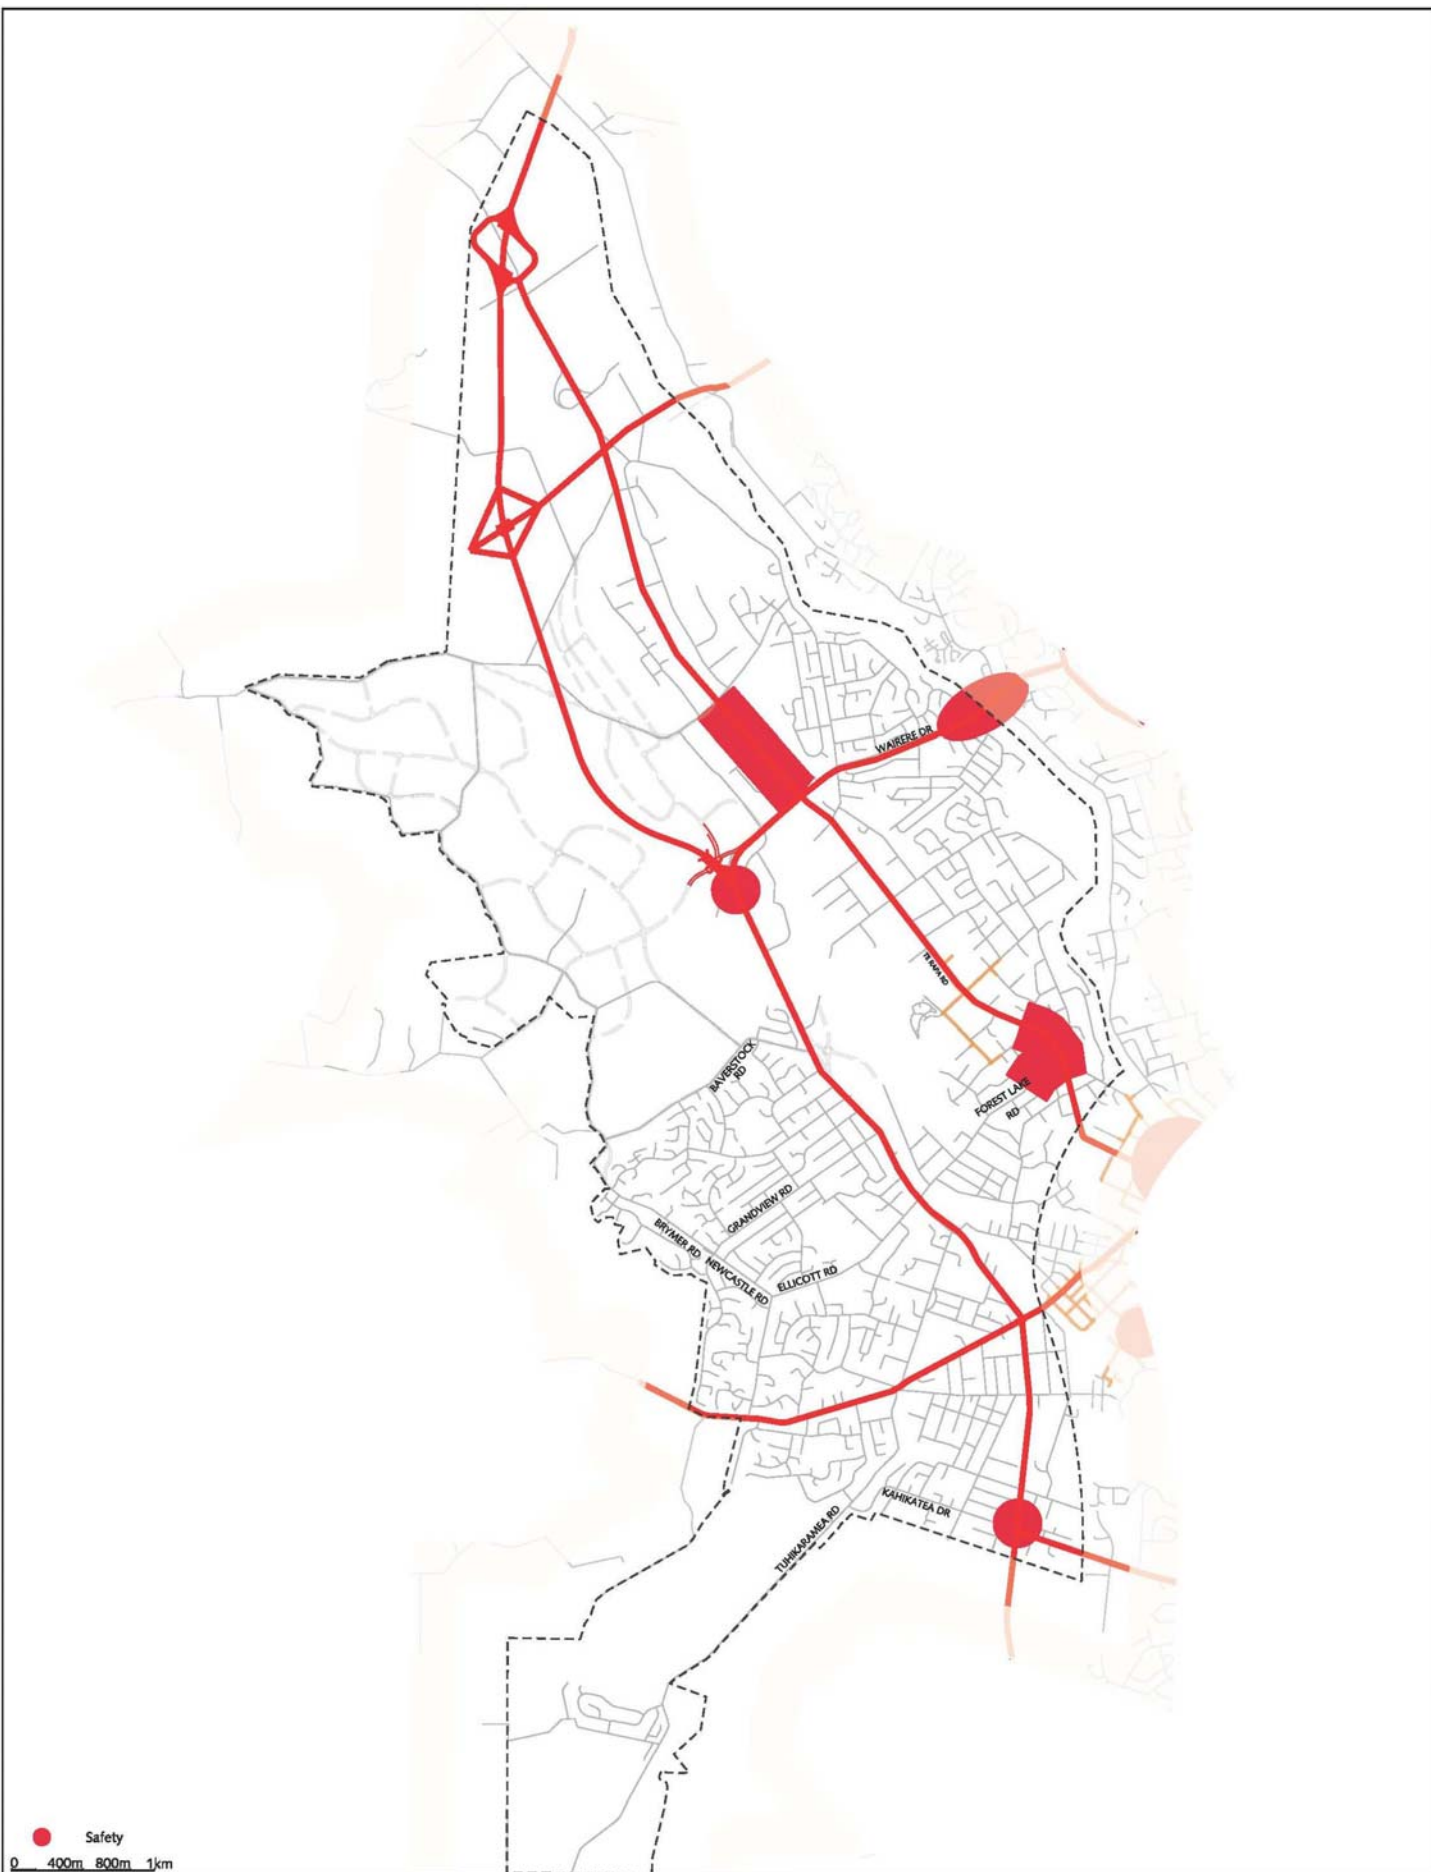 WAIRERE DR
TE RAPA RD
BAVERSTOCK
RD
FOREST LAKE
RD
GRANDVIEW RD
BRYMER RD
NEWCASTLE RD
ELLICOTT RD
KAHIKATEA DR
TUHIKARAMEA RD
Safety
0 400m 800m 1km